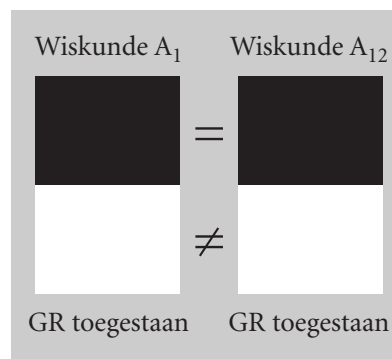 Wiskunde A₁ Wiskunde A₁₂
=
≠
GR toegestaan GR toegestaan